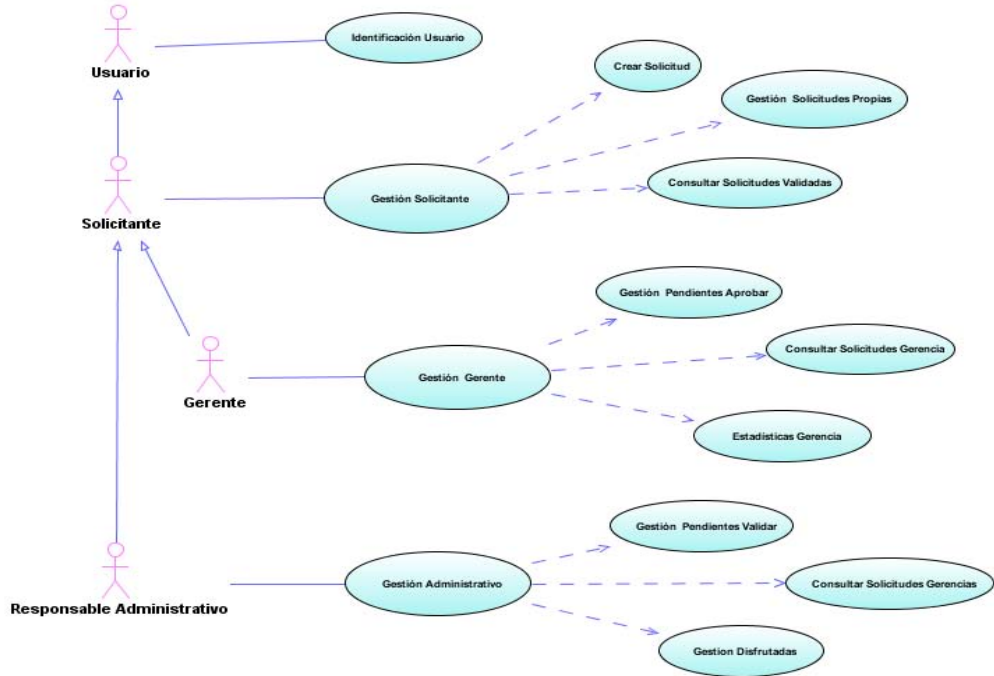 Identificación Usuario
Usuario
Crear Solicitud
Gestión Solicitudes Propias
Consultar Solicitudes Validadas
Gestión Solicitante
Solicitante
Gestión Pendientes Aprobar
Consultar Solicitudes Gerencia
Gestión Gerente
Gerente
Estadísticas Gerencia
Gestión Pendientes Validar
Gestión Administrativo
Consultar Solicitudes Gerencias
Responsable Administrativo
Gestion Disfrutadas